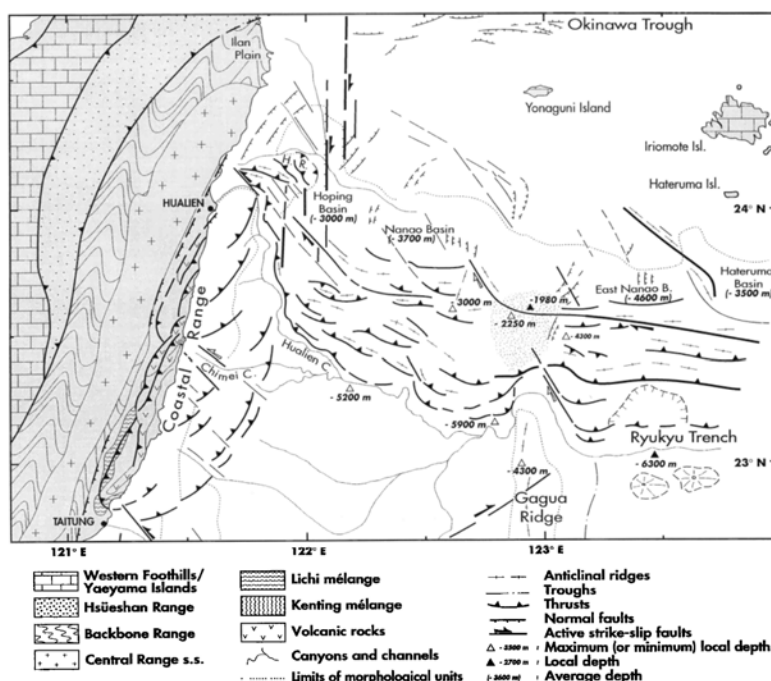 Okinawa Trough
Ilan
Plain
Yonaguni Island
Iriomote Isl.
Hateruma Isl.
H. R.
HUALIEN
Hoping
Basin
(- 3000 m)
24° N
Nanao Basin
(- 3700 m)
Hateruma
Basin
(- 3500 m)
East Nanao B.
(- 4600 m)
3000 m
-1980 m
- 2250 m
- 4300 m
Coastal Range
Hualien C.
Chimei C.
- 5200 m
- 5900 m
Ryukyu Trench
- 6300 m
23° N
- 4300 m
Gagua
Ridge
TAITUNG
121° E
122° E
123° E
Western Foothills/
Yaeyama Islands
Hsüeshan Range
Backbone Range
Central Range s.s.
Lichi mélange
Kenting mélange
Volcanic rocks
Canyons and channels
Limits of morphological units
Anticlinal ridges
Troughs
Thrusts
Normal faults
Active strike-slip faults
- 3300 m Maximum (or minimum) local depth
- 2700 m Local depth
(- 3600 m) Average depth